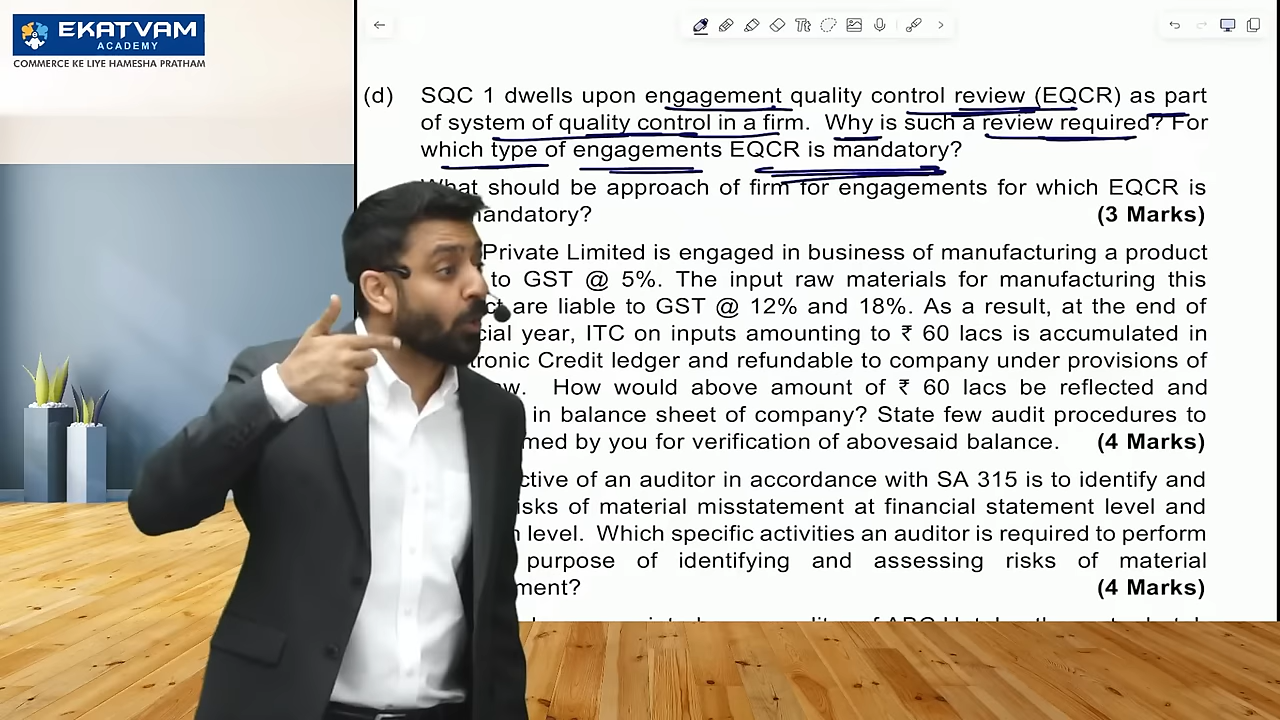 EKATVAM
ACADEMY
COMMERCE KE LIYE HAMESHA PRATHAM
Tt
(d) SQC 1 dwells upon engagement quality control review (EQCR) as part
of system of quality control in a firm. Why is such a review required? For
which type of engagements EQCR is mandatory?
What should be approach of firm for engagements for which EQCR is
mandatory?
(3 Marks)
Private Limited is engaged in business of manufacturing a product
to GST @ 5%. The input raw materials for manufacturing this
are liable to GST @ 12% and 18%. As a result, at the end of
year, ITC on inputs amounting to ₹ 60 lacs is accumulated in
Credit ledger and refundable to company under provisions of
How would above amount of ₹ 60 lacs be reflected and
in balance sheet of company? State few audit procedures to
by you for verification of abovesaid balance. (4 Marks)
of an auditor in accordance with SA 315 is to identify and
of material misstatement at financial statement level and
level. Which specific activities an auditor is required to perform
purpose of identifying and assessing risks of material
(4 Marks)